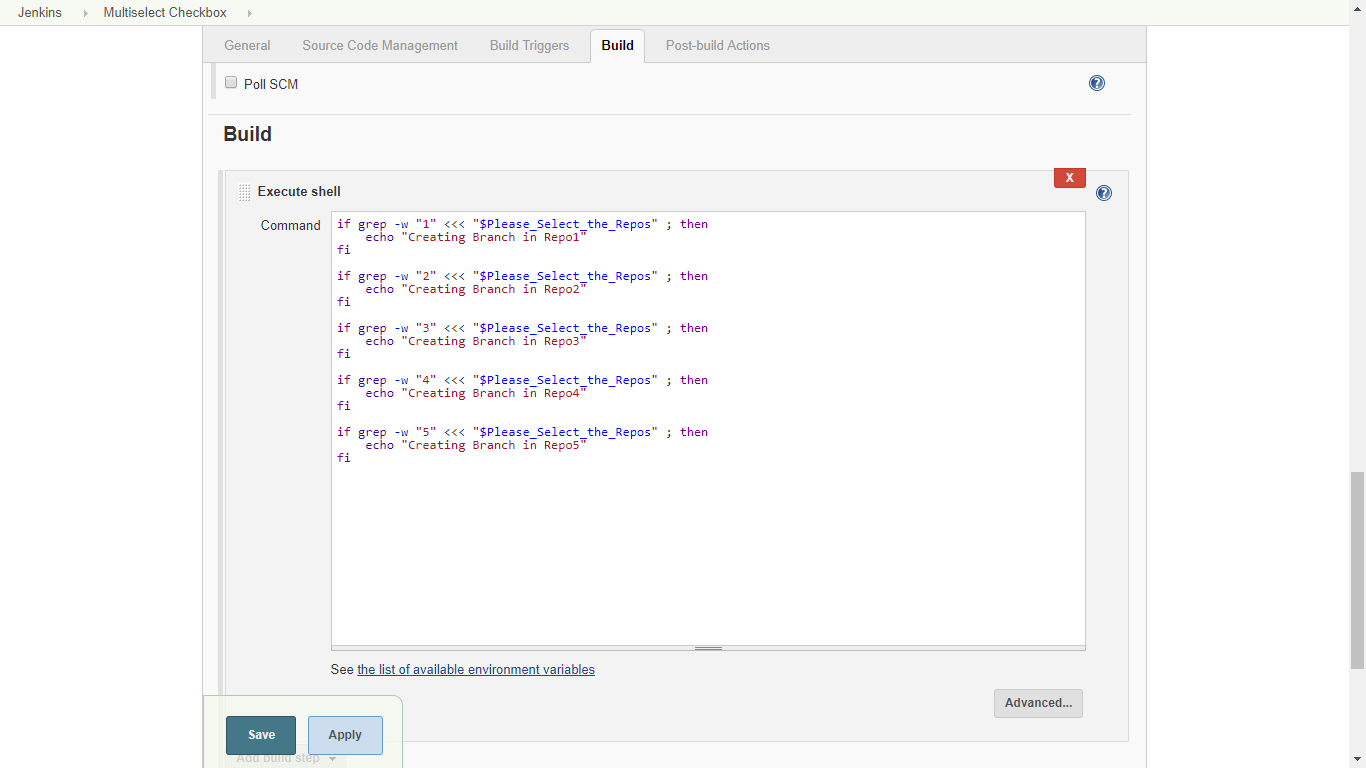 Jenkins Multiselect Checkbox
General Source Code Management Build Triggers Build Post-build Actions
Poll SCM
Build
X
Execute shell
Command
if grep -w "1" <<< "$Please_Select_the_Repos" ; then
    echo "Creating Branch in Repo1"
fi

if grep -w "2" <<< "$Please_Select_the_Repos" ; then
    echo "Creating Branch in Repo2"
fi

if grep -w "3" <<< "$Please_Select_the_Repos" ; then
    echo "Creating Branch in Repo3"
fi

if grep -w "4" <<< "$Please_Select_the_Repos" ; then
    echo "Creating Branch in Repo4"
fi

if grep -w "5" <<< "$Please_Select_the_Repos" ; then
    echo "Creating Branch in Repo5"
fi
See the list of available environment variables
Advanced...
Save Apply
Add build step